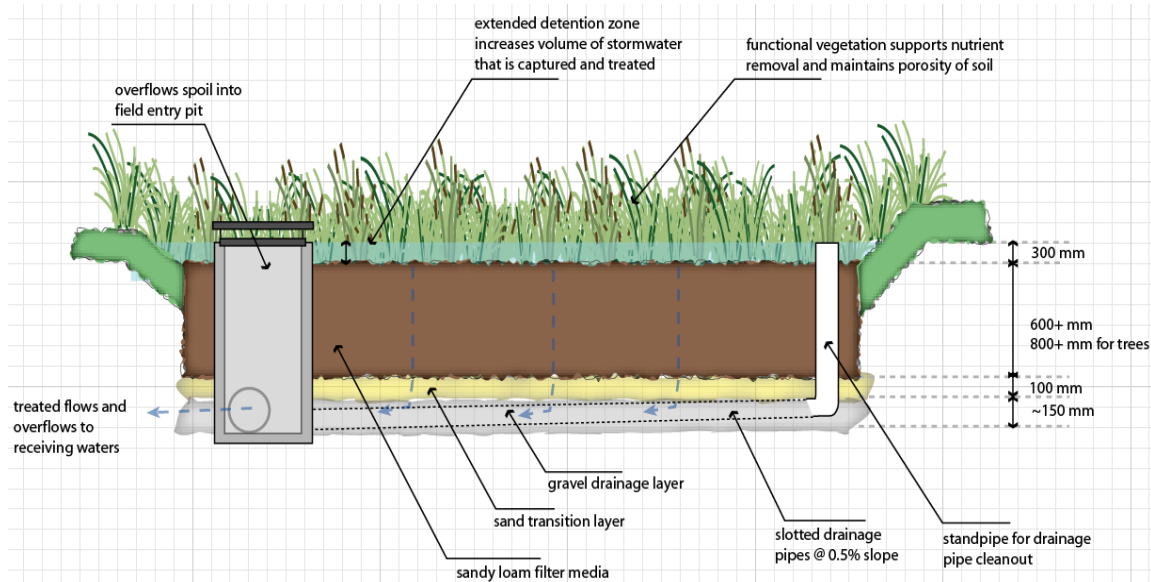 extended detention zone
increases volume of stormwater
that is captured and treated
functional vegetation supports nutrient
removal and maintains porosity of soil
overflows spoil into
field entry pit
300 mm
600+ mm
800+ mm for trees
100 mm
~150 mm
treated flows and
overflows to
receiving waters
gravel drainage layer
sand transition layer
sandy loam filter media
slotted drainage
pipes @ 0.5% slope
standpipe for drainage
pipe cleanout